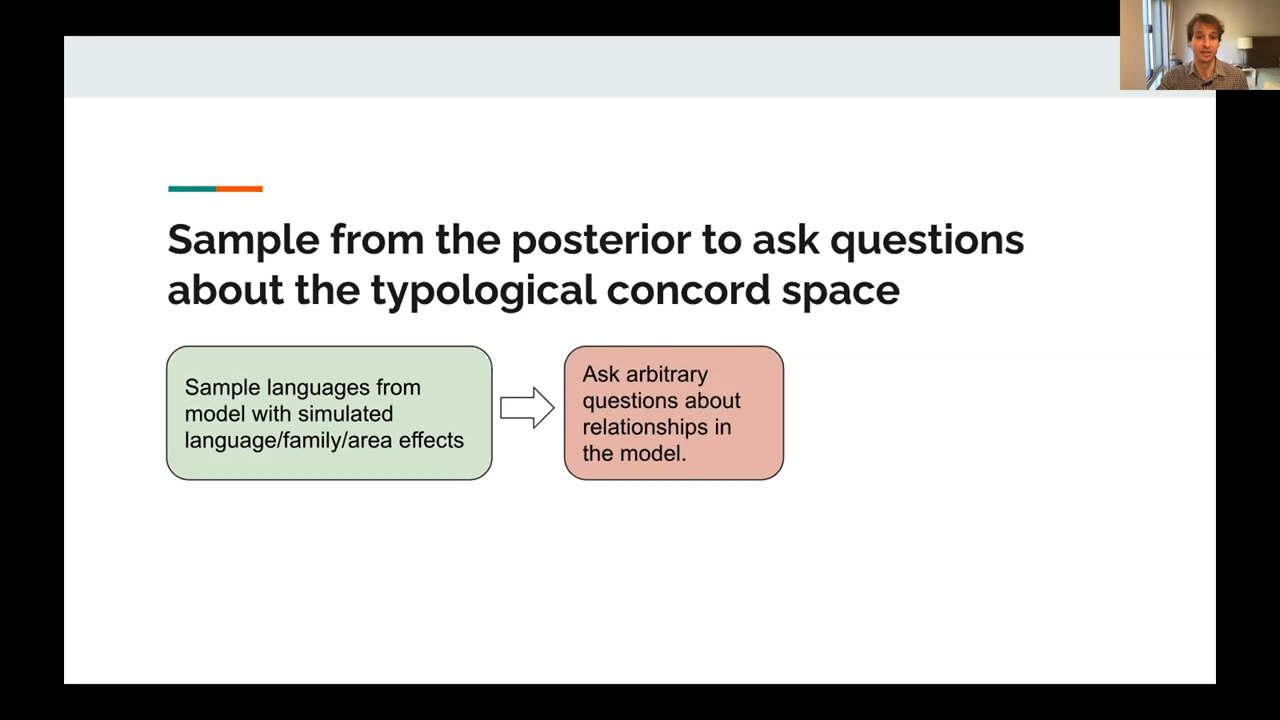 Sample from the posterior to ask questions
about the typological concord space
Sample languages from
model with simulated
language/family/area effects
Ask arbitrary
questions about
relationships in
the model.